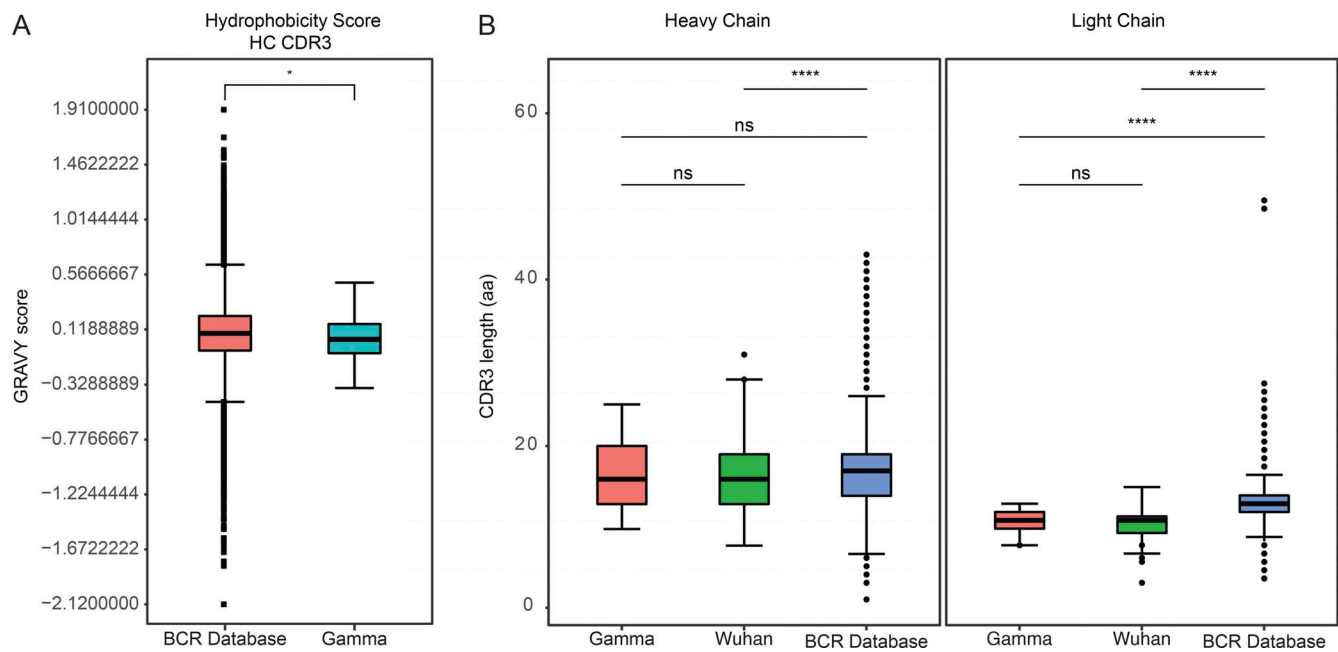 A
Hydrophobicity Score
HC CDR3
*
GRAVY score
1.9100000
1.4622222
1.0144444
0.5666667
0.1188889
−0.3288889
−0.7766667
−1.2244444
−1.6722222
−2.1200000
BCR Database
Gamma
B
Heavy Chain
Light Chain
CDR3 length (aa)
60
40
20
0
****
ns
ns
Gamma
Wuhan
BCR Database
****
****
ns
Gamma
Wuhan
BCR Database